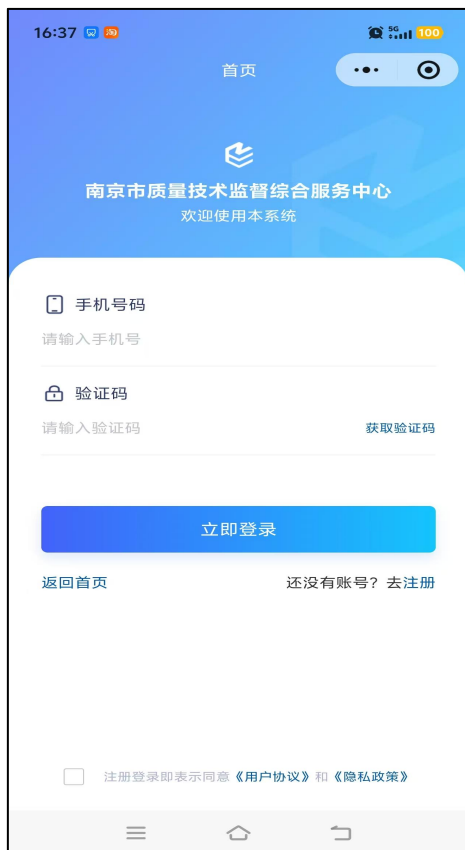 16:37 5G 100
首页
南京市质量技术监督综合服务中心
欢迎使用本系统
手机号码
请输入手机号
验证码
请输入验证码 获取验证码
立即登录
返回首页 还没有账号？去注册
注册登录即表示同意《用户协议》和《隐私政策》